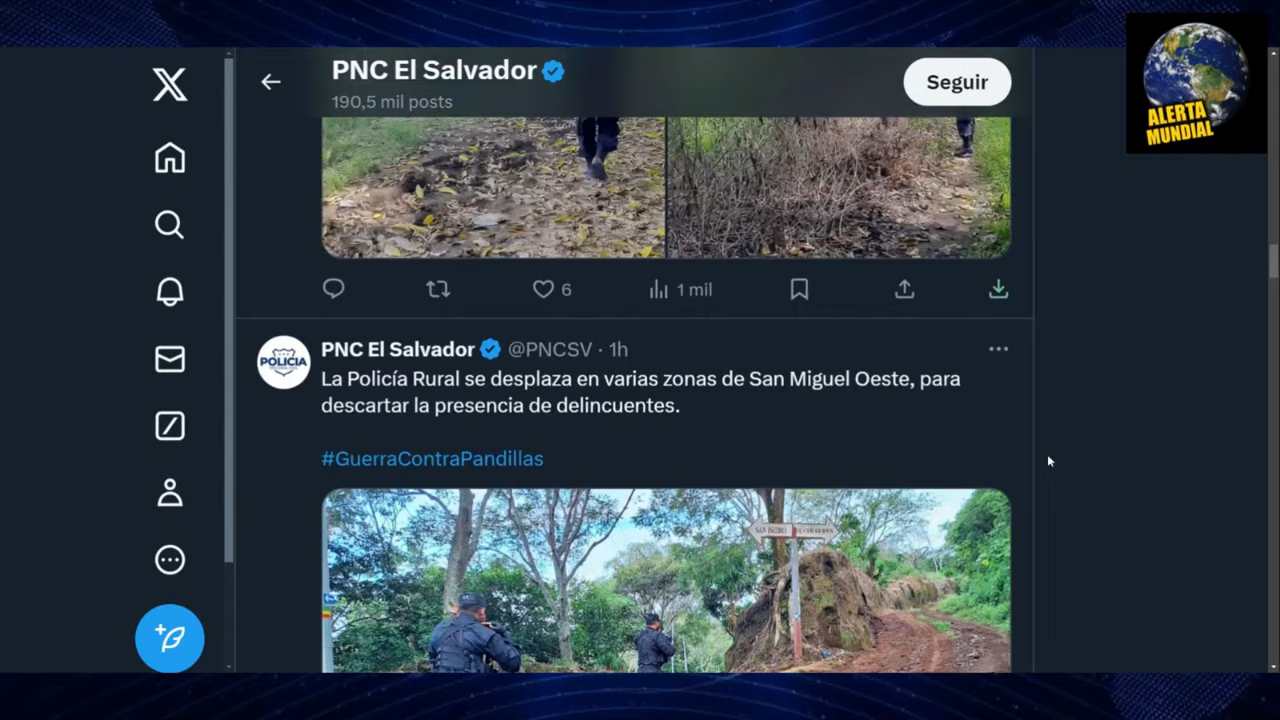 PNC El Salvador
190,5 mil posts
Seguir
ALERTA
MUNDIAL
6
1 mil
POLICIA
PNC El Salvador @PNCSV · 1h
La Policía Rural se desplaza en varias zonas de San Miguel Oeste, para
descartar la presencia de delincuentes.
#GuerraContraPandillas
SAN ISIDRO